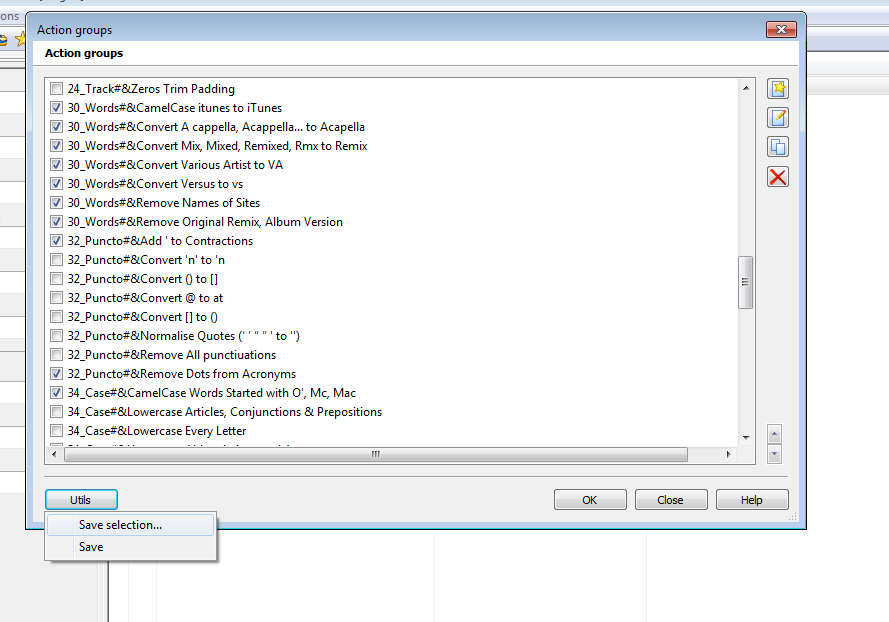 ons
Action groups
Action groups
24_Track#&Zeros Trim Padding
30_Words#&CamelCase itunes to iTunes
30_Words#&Convert A cappella, Acappella... to Acapella
30_Words#&Convert Mix, Mixed, Remixed, Rmx to Remix
30_Words#&Convert Various Artist to VA
30_Words#&Convert Versus to vs
30_Words#&Remove Names of Sites
30_Words#&Remove Original Remix, Album Version
32_Puncto#&Add ' to Contractions
32_Puncto#&Convert 'n' to 'n
32_Puncto#&Convert () to []
32_Puncto#&Convert @ to at
32_Puncto#&Convert [] to ()
32_Puncto#&Normalise Quotes (‘ ’ “ ” ' to '')
32_Puncto#&Remove All punctiuations
32_Puncto#&Remove Dots from Acronyms
34_Case#&CamelCase Words Started with O', Mc, Mac
34_Case#&Lowercase Articles, Conjunctions & Prepositions
34_Case#&Lowercase Every Letter
Utils
OK
Close
Help
Save selection...
Save